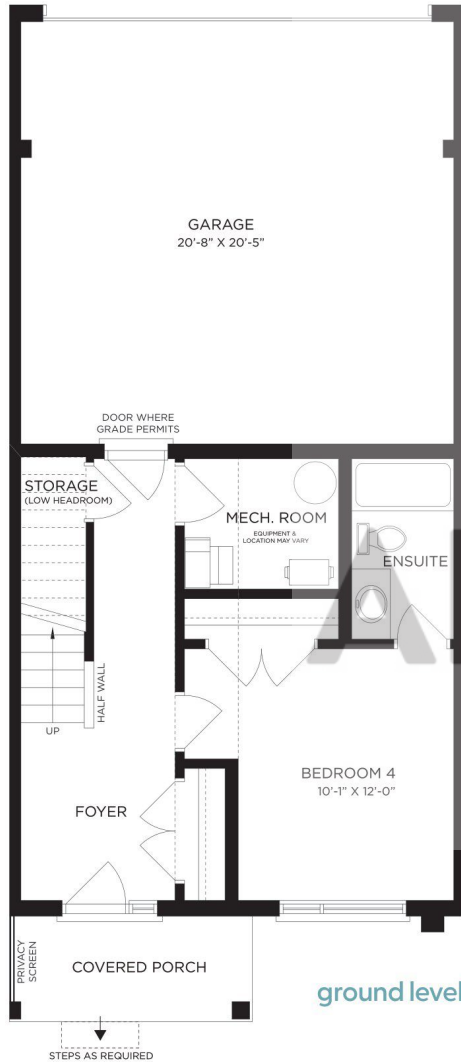 GARAGE
20'-8" X 20'-5"
DOOR WHERE
GRADE PERMITS
STORAGE
(LOW HEADROOM)
MECH. ROOM
EQUIPMENT &
LOCATION MAY VARY
ENSUITE
HALF WALL
UP
BEDROOM 4
10'-1" X 12'-0"
FOYER
PRIVACY
SCREEN
COVERED PORCH
ground level
STEPS AS REQUIRED